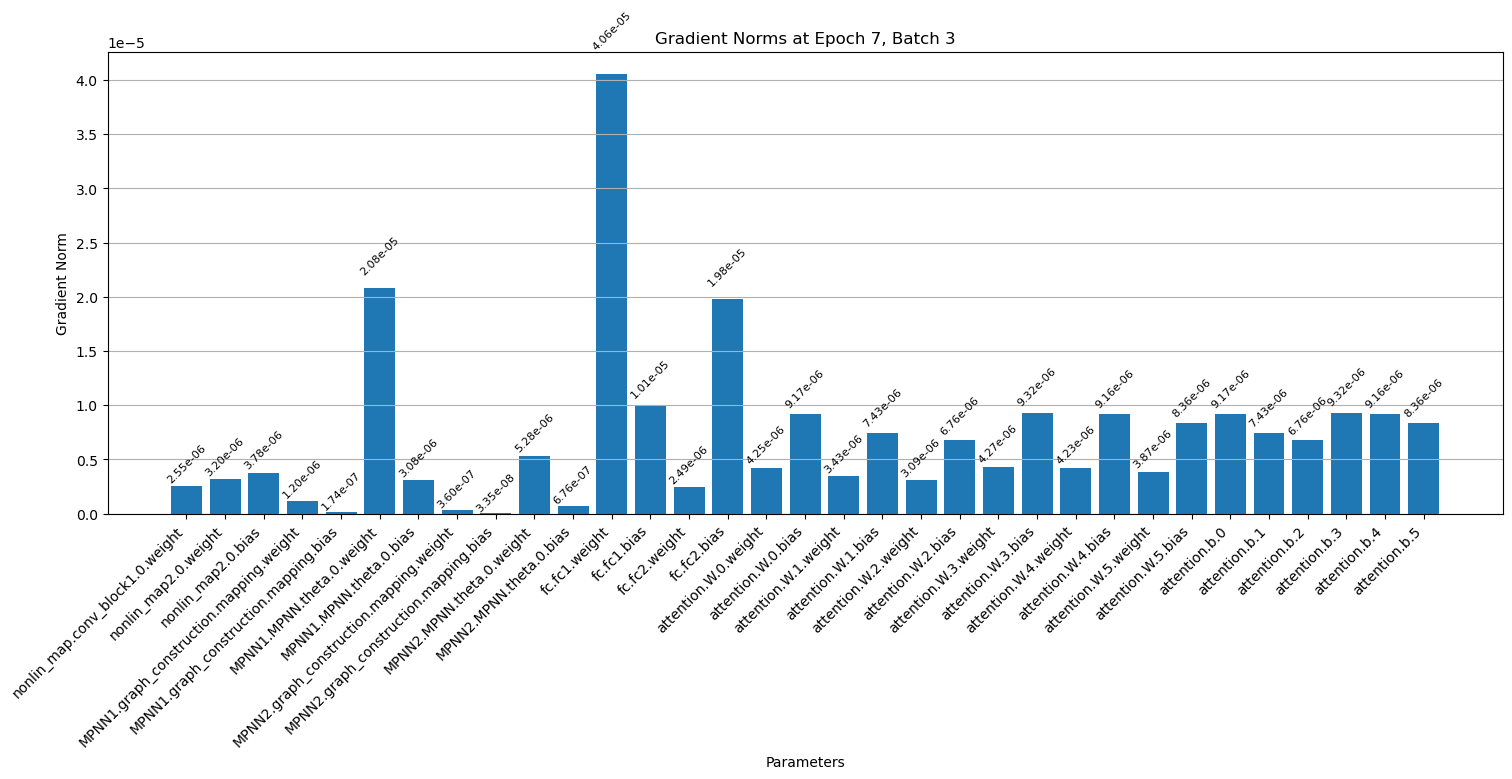 Gradient Norms at Epoch 7, Batch 3
1e−5
4.0
3.5
3.0
2.5
2.0
1.5
1.0
0.5
0.0
Gradient Norm
2.55e-06
3.20e-06
3.78e-06
1.20e-06
1.74e-07
2.08e-05
3.08e-06
3.60e-07
3.35e-08
5.28e-06
6.76e-07
4.06e-05
1.01e-05
2.49e-06
1.98e-05
4.25e-06
9.17e-06
3.43e-06
7.43e-06
3.09e-06
6.76e-06
4.27e-06
9.32e-06
4.23e-06
9.16e-06
3.87e-06
8.36e-06
9.17e-06
7.43e-06
6.76e-06
9.32e-06
9.16e-06
8.36e-06
nonlin_map.conv_block1.0.weight
nonlin_map2.0.weight
nonlin_map2.0.bias
MPNN1.graph_construction.mapping.weight
MPNN1.graph_construction.mapping.bias
MPNN1.MPNN.theta.0.weight
MPNN1.MPNN.theta.0.bias
MPNN2.graph_construction.mapping.weight
MPNN2.graph_construction.mapping.bias
MPNN2.MPNN.theta.0.weight
MPNN2.MPNN.theta.0.bias
fc.fc1.weight
fc.fc1.bias
fc.fc2.weight
fc.fc2.bias
attention.W.0.weight
attention.W.0.bias
attention.W.1.weight
attention.W.1.bias
attention.W.2.weight
attention.W.2.bias
attention.W.3.weight
attention.W.3.bias
attention.W.4.weight
attention.W.4.bias
attention.W.5.weight
attention.W.5.bias
attention.b.0
attention.b.1
attention.b.2
attention.b.3
attention.b.4
attention.b.5
Parameters